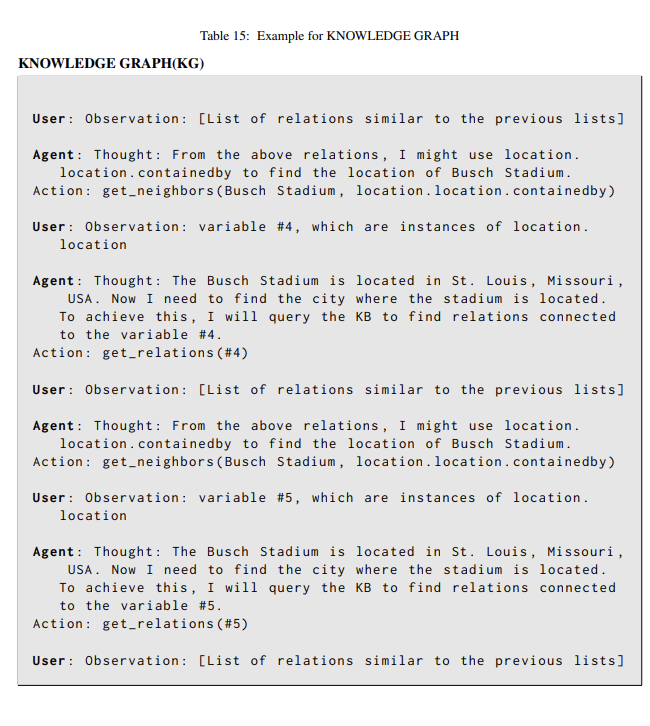 Table 15: Example for KNOWLEDGE GRAPH
KNOWLEDGE GRAPH(KG)
User: Observation: [List of relations similar to the previous lists]
Agent: Thought: From the above relations, I might use location.
location.containedby to find the location of Busch Stadium.
Action: get_neighbors(Busch Stadium, location.location.containedby)
User: Observation: variable #4, which are instances of location.
location
Agent: Thought: The Busch Stadium is located in St. Louis, Missouri,
USA. Now I need to find the city where the stadium is located.
To achieve this, I will query the KB to find relations connected
to the variable #4.
Action: get_relations(#4)
User: Observation: [List of relations similar to the previous lists]
Agent: Thought: From the above relations, I might use location.
location.containedby to find the location of Busch Stadium.
Action: get_neighbors(Busch Stadium, location.location.containedby)
User: Observation: variable #5, which are instances of location.
location
Agent: Thought: The Busch Stadium is located in St. Louis, Missouri,
USA. Now I need to find the city where the stadium is located.
To achieve this, I will query the KB to find relations connected
to the variable #5.
Action: get_relations(#5)
User: Observation: [List of relations similar to the previous lists]